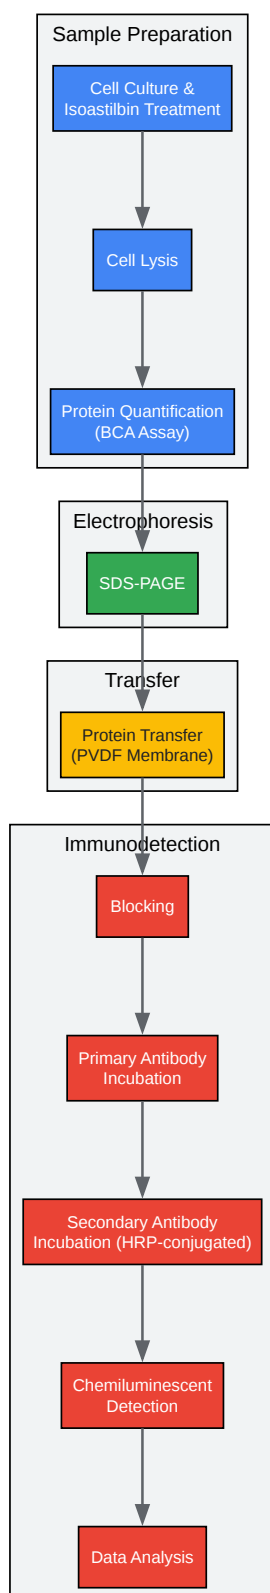 Sample Preparation
Cell Culture &
Isoastilbin Treatment
Cell Lysis
Protein Quantification
(BCA Assay)
Electrophoresis
SDS-PAGE
Transfer
Protein Transfer
(PVDF Membrane)
Immunodetection
Blocking
Primary Antibody
Incubation
Secondary Antibody
Incubation (HRP-conjugated)
Chemiluminescent
Detection
Data Analysis